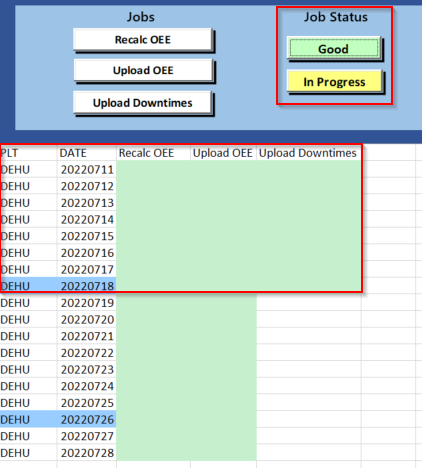 Jobs
Job Status
Recalc OEE
Good
Upload OEE
In Progress
Upload Downtimes
PLT DATE Recalc OEE Upload OEE Upload Downtimes
DEHU 20220711
DEHU 20220712
DEHU 20220713
DEHU 20220714
DEHU 20220715
DEHU 20220716
DEHU 20220717
DEHU 20220718
DEHU 20220719
DEHU 20220720
DEHU 20220721
DEHU 20220722
DEHU 20220723
DEHU 20220724
DEHU 20220725
DEHU 20220726
DEHU 20220727
DEHU 20220728